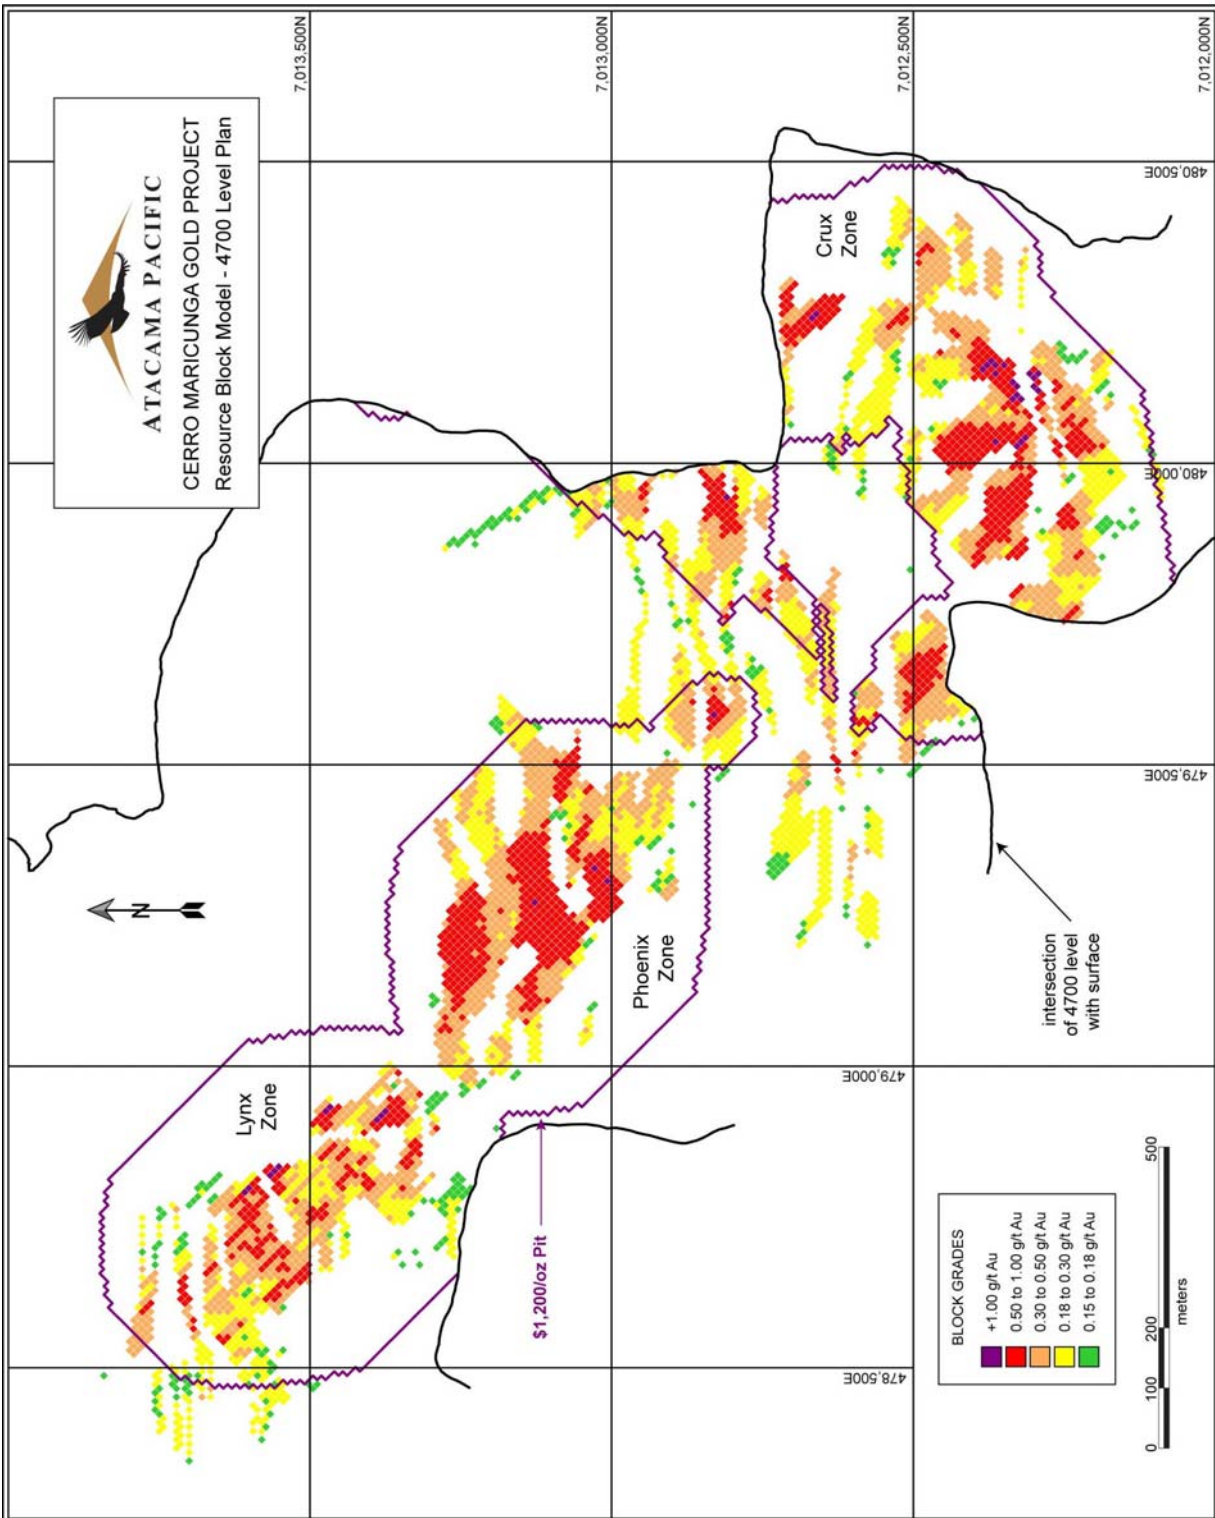 ATACAMA PACIFIC
CERRO MARICUNGA GOLD PROJECT
Resource Block Model - 4700 Level Plan
7,013,500N
7,013,000N
7,012,500N
7,012,000N
480,500E
480,000E
479,500E
479,000E
478,500E
N
Lynx
Zone
Phoenix
Zone
Crux
Zone
$1,200/oz Pit
intersection
of 4700 level
with surface
BLOCK GRADES
+1.00 g/t Au
0.50 to 1.00 g/t Au
0.30 to 0.50 g/t Au
0.18 to 0.30 g/t Au
0.15 to 0.18 g/t Au
0 100 200 500
meters